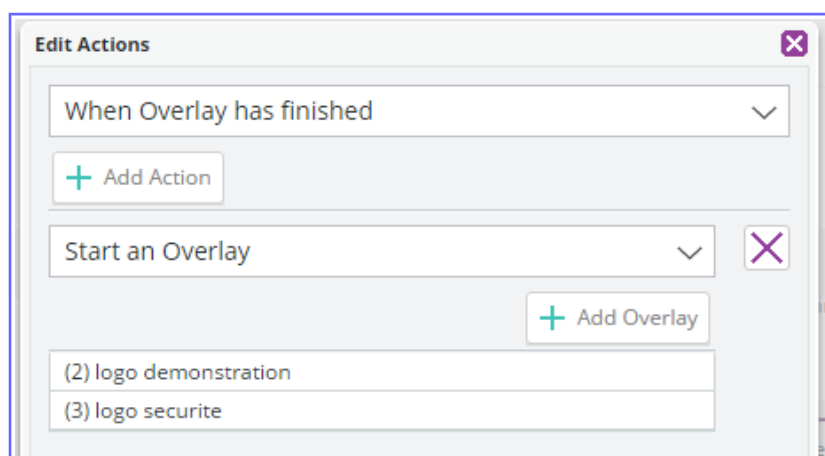 Edit Actions
When Overlay has finished
Add Action
Start an Overlay
Add Overlay
(2) logo demonstration
(3) logo securite